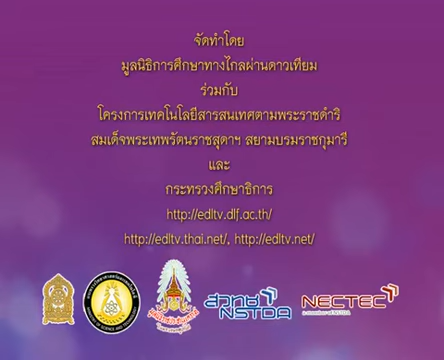 จัดทำโดย
มูลนิธิการศึกษาทางไกลผ่านดาวเทียม
ร่วมกับ
โครงการเทคโนโลยีสารสนเทศตามพระราชดำริ
สมเด็จพระเทพรัตนราชสุดาฯ สยามบรมราชกุมารี
และ
กระทรวงศึกษาธิการ
http://edltv.dlf.ac.th/
http://edltv.thai.net/, http://edltv.net/
สวทช
NSTDA
NECTEC
a member of NSTDA